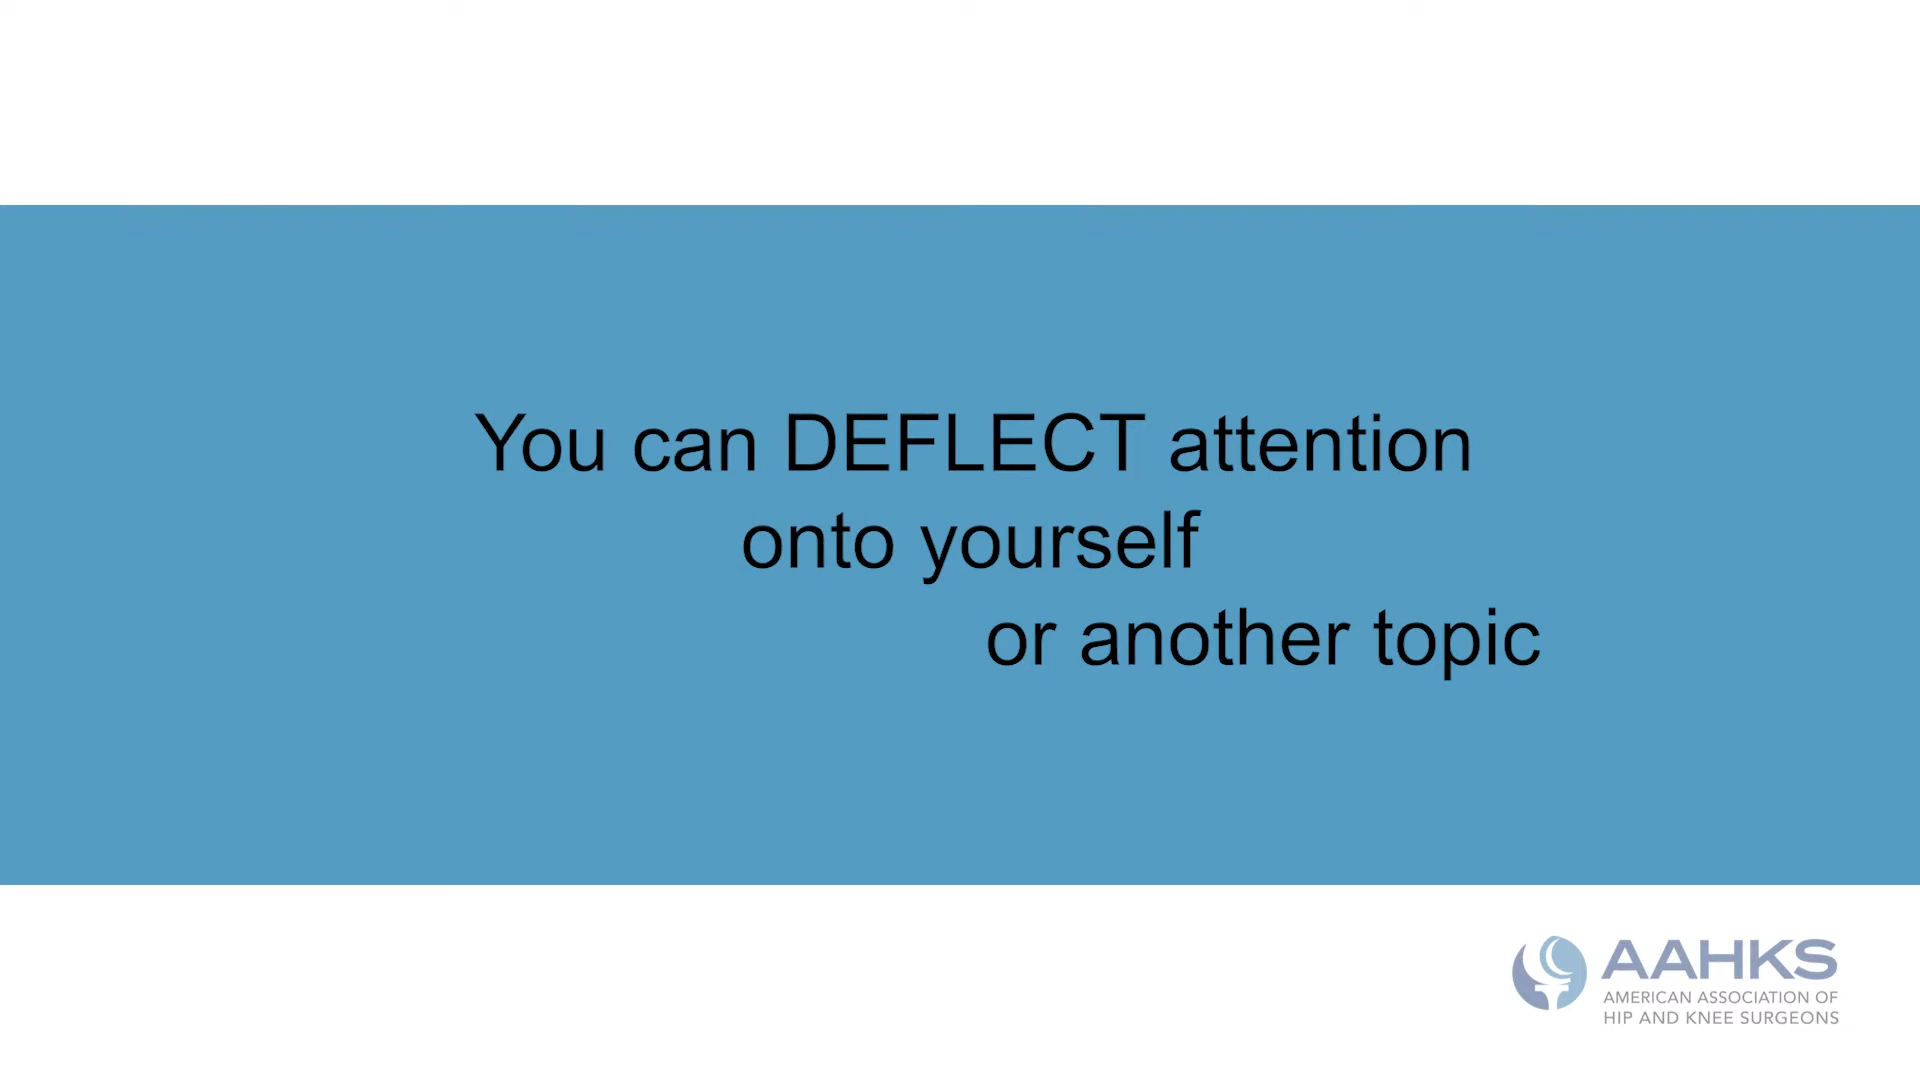 You can DEFLECT attention
onto yourself
or another topic
AAHKS
AMERICAN ASSOCIATION OF
HIP AND KNEE SURGEONS